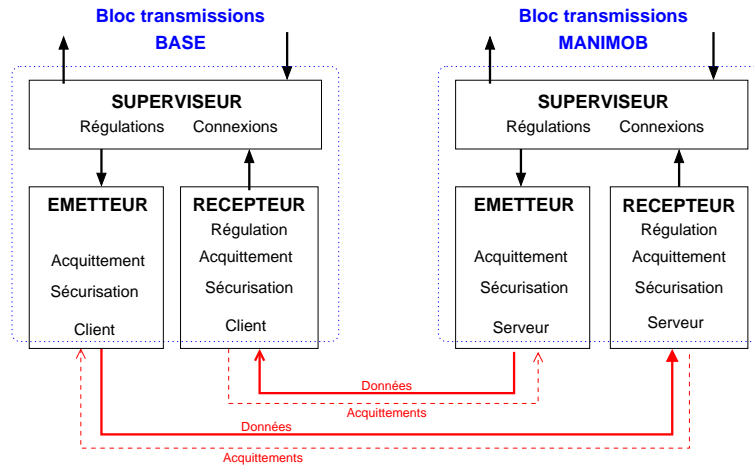 Bloc transmissions
BASE
SUPERVISEUR
Régulations Connexions
EMETTEUR
Acquittement
Sécurisation
Client
RECEPTEUR
Régulation
Acquittement
Sécurisation
Client
Bloc transmissions
MANIMOB
SUPERVISEUR
Régulations Connexions
EMETTEUR
Acquittement
Sécurisation
Serveur
RECEPTEUR
Régulation
Acquittement
Sécurisation
Serveur
Données
Acquittements
Données
Acquittements